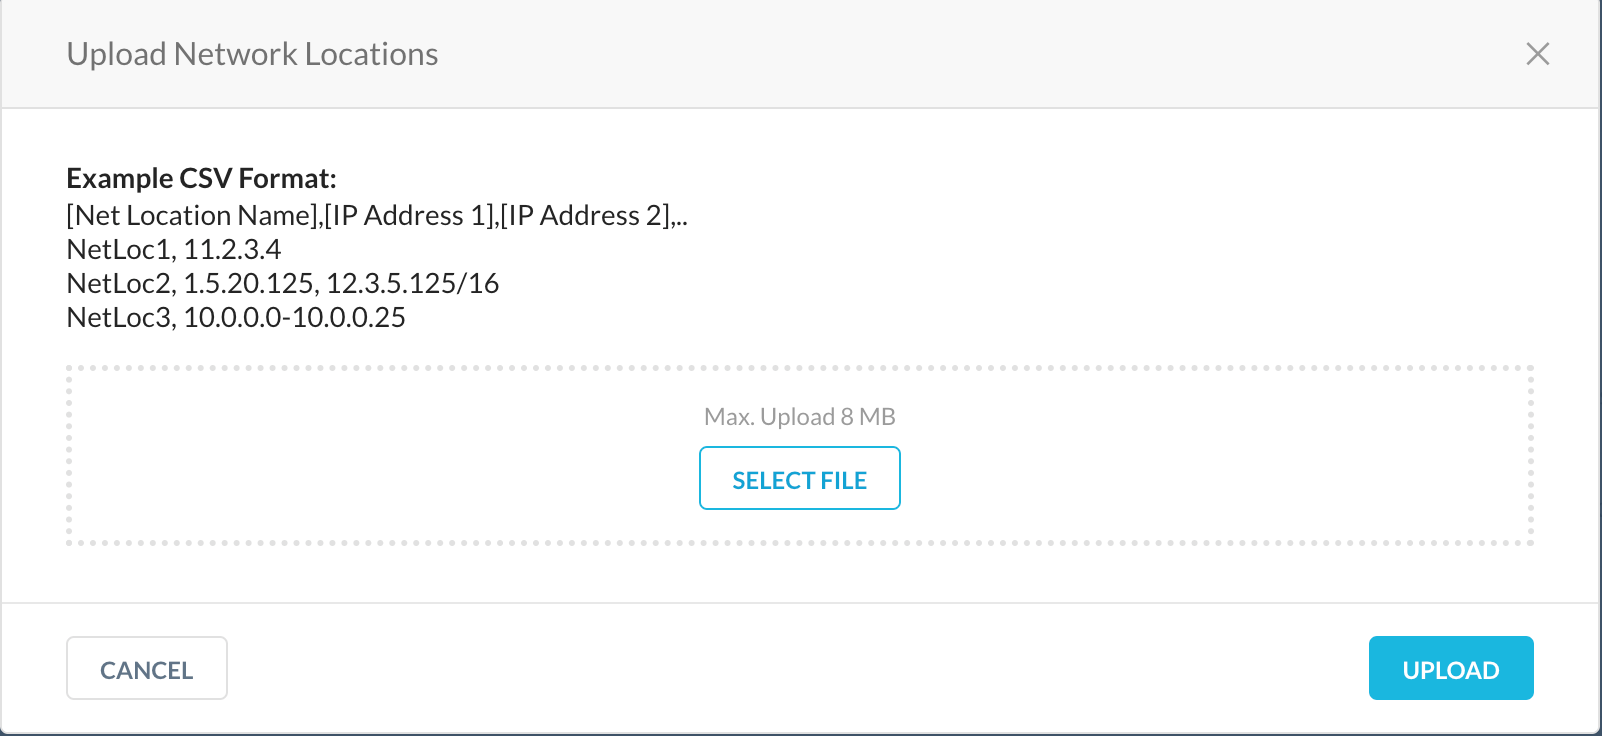 Upload Network Locations
Example CSV Format:
[Net Location Name],[IP Address 1],[IP Address 2],..
NetLoc1, 11.2.3.4
NetLoc2, 1.5.20.125, 12.3.5.125/16
NetLoc3, 10.0.0.0-10.0.0.25
Max. Upload 8 MB
SELECT FILE
CANCEL
UPLOAD